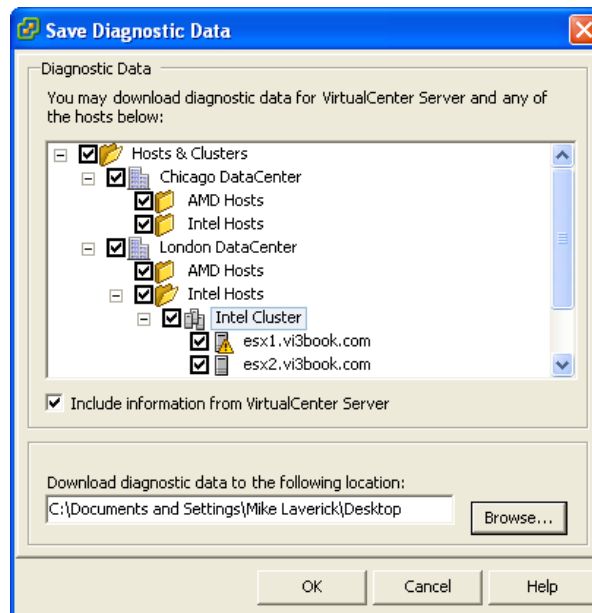 Save Diagnostic Data
Diagnostic Data
You may download diagnostic data for VirtualCenter Server and any of
the hosts below:
Hosts & Clusters
Chicago DataCenter
AMD Hosts
Intel Hosts
London DataCenter
AMD Hosts
Intel Hosts
Intel Cluster
esx1.vi3book.com
esx2.vi3book.com
Include information from VirtualCenter Server
Download diagnostic data to the following location:
C:\Documents and Settings\Mike Laverick\Desktop
Browse...
OK Cancel Help